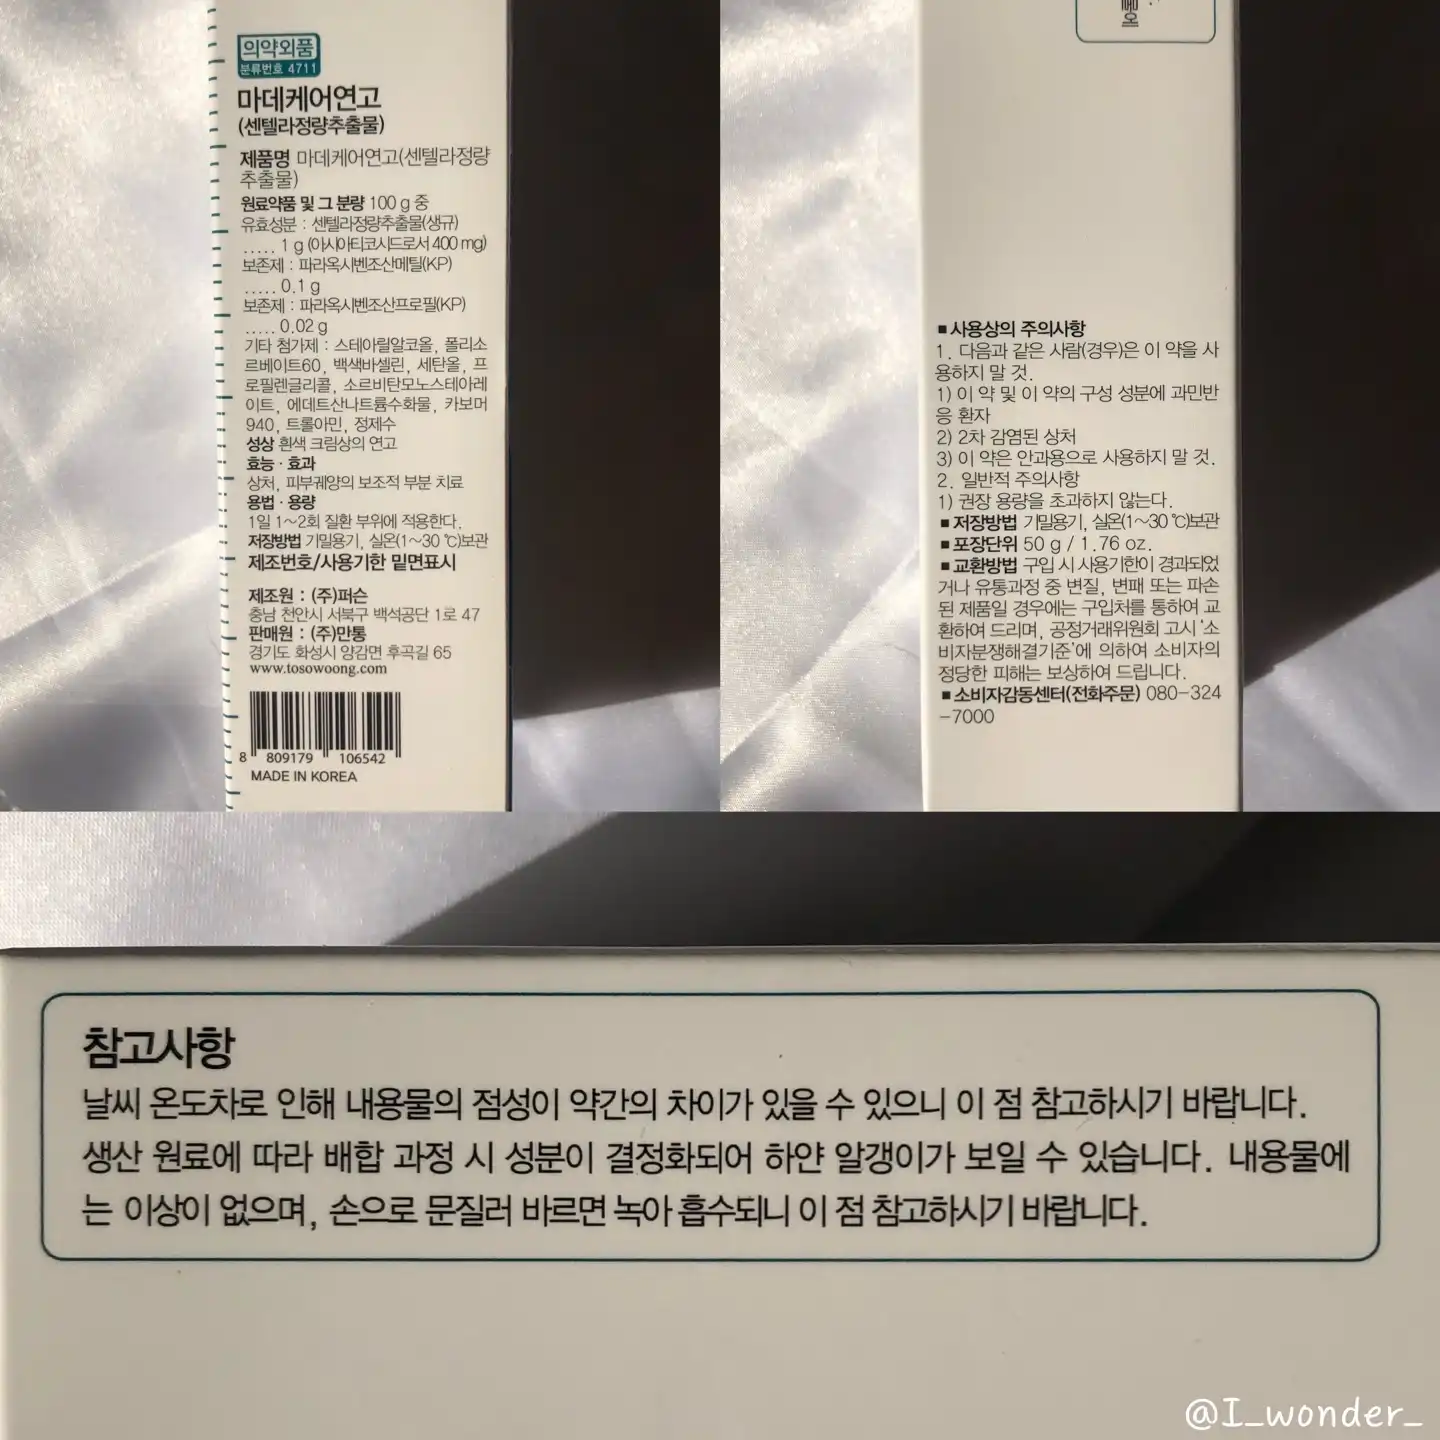 의약외품
분류번호 4711
마데케어연고
(센텔라정량추출물)
제품명 마데케어연고(센텔라정량
추출물)
원료약품 및 그 분량 100 g 중
유효성분 : 센텔라정량추출물(생규)
..... 1 g (아시아티코시드로서 400 mg)
보존제 : 파라옥시벤조산메틸(KP)
..... 0.1 g
보존제 : 파라옥시벤조산프로필(KP)
..... 0.02 g
기타 첨가제 : 스테아릴알코올, 폴리소
르베이트60, 백색바셀린, 세탄올, 프
로필렌글리콜, 소르비탄모노스테아레
이트, 에데트산나트륨수화물, 카보머
940, 트롤아민, 정제수
성상 흰색 크림상의 연고
효능 · 효과
상처, 피부궤양의 보조적 부분 치료
용법 · 용량
1일 1~2회 질환 부위에 적용한다.
저장방법 기밀용기, 실온(1~30 ℃)보관
제조번호/사용기한 밑면표시
제조원 : (주)퍼슨
충남 천안시 서북구 백석공단 1로 47
판매원 : (주)만통
경기도 화성시 양감면 후곡길 65
www.tosowoong.com
8 809179 106542
MADE IN KOREA
■ 사용상의 주의사항
1. 다음과 같은 사람(경우)은 이 약을 사
용하지 말 것.
1) 이 약 및 이 약의 구성 성분에 과민반
응 환자
2) 2차 감염된 상처
3) 이 약은 안과용으로 사용하지 말 것.
2. 일반적 주의사항
1) 권장 용량을 초과하지 않는다.
■ 저장방법 기밀용기, 실온(1~30 ℃)보관
■ 포장단위 50 g / 1.76 oz.
■ 교환방법 구입 시 사용기한이 경과되었
거나 유통과정 중 변질, 변패 또는 파손
된 제품일 경우에는 구입처를 통하여 교
환하여 드리며, 공정거래위원회 고시 '소
비자분쟁해결기준'에 의하여 소비자의
정당한 피해는 보상하여 드립니다.
■ 소비자감동센터(전화주문) 080-324
-7000
참고사항
날씨 온도차로 인해 내용물의 점성이 약간의 차이가 있을 수 있으니 이 점 참고하시기 바랍니다.
생산 원료에 따라 배합 과정 시 성분이 결정화되어 하얀 알갱이가 보일 수 있습니다. 내용물에
는 이상이 없으며, 손으로 문질러 바르면 녹아 흡수되니 이 점 참고하시기 바랍니다.
@I_wonder_